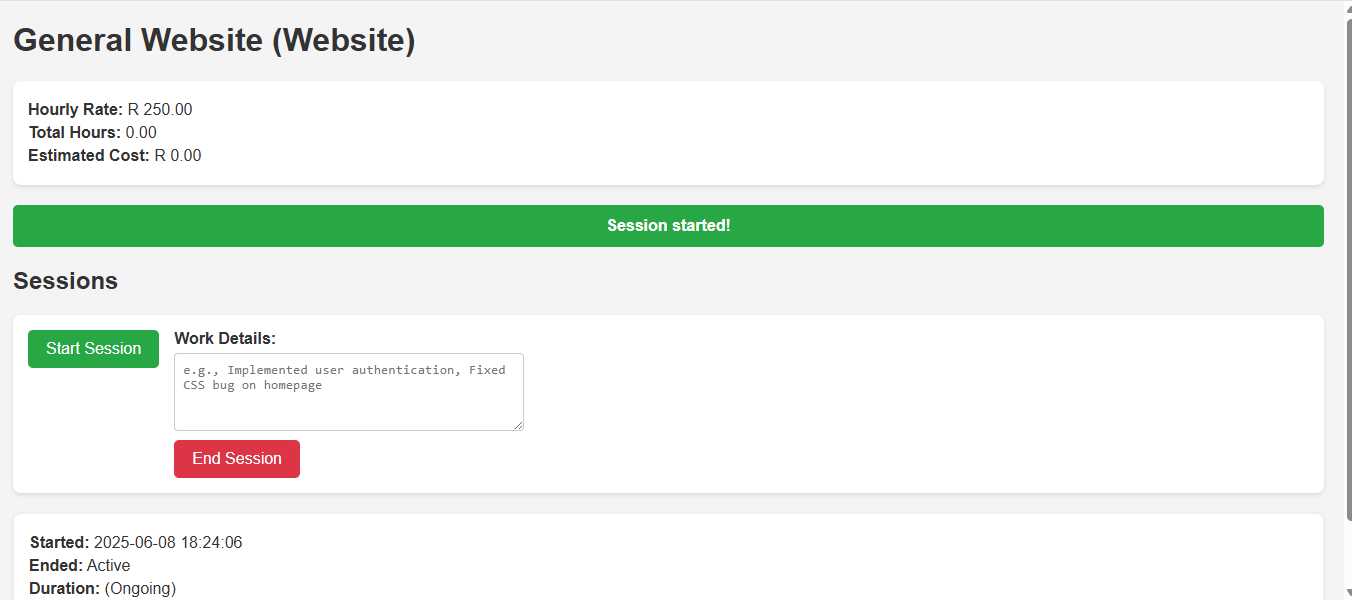 General Website (Website)
Hourly Rate: R 250.00
Total Hours: 0.00
Estimated Cost: R 0.00
Session started!
Sessions
Start Session
Work Details:
e.g., Implemented user authentication, Fixed
CSS bug on homepage
End Session
Started: 2025-06-08 18:24:06
Ended: Active
Duration: (Ongoing)